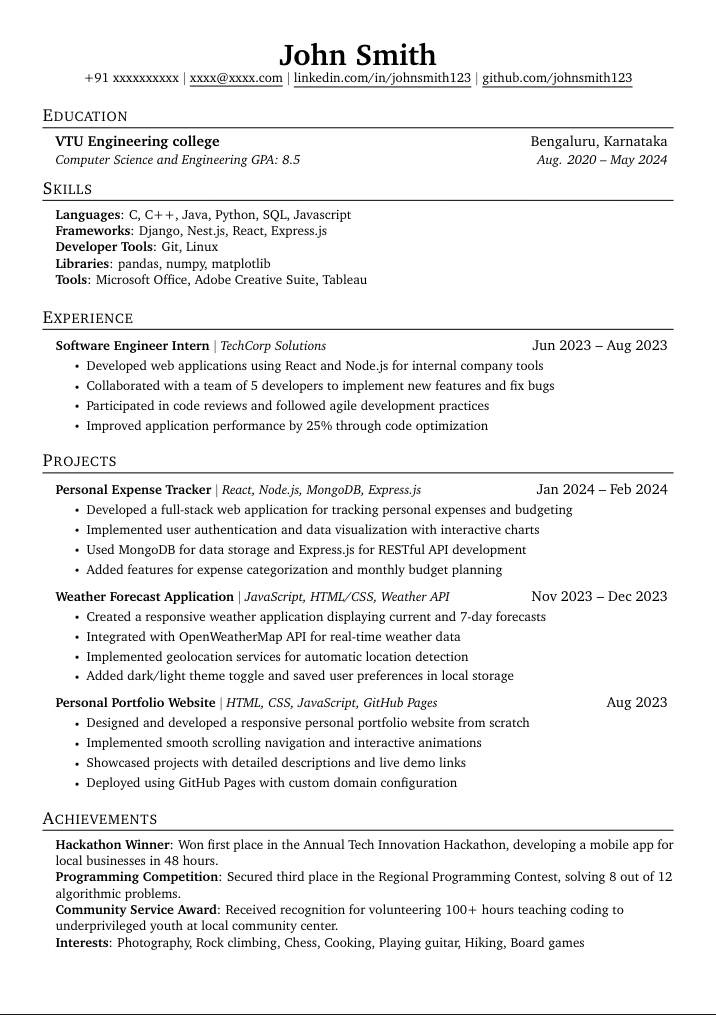 John Smith
+91 xxxxxxxxxx | xxxx@xxxx.com | linkedin.com/in/johnsmith123 | github.com/johnsmith123
Education
VTU Engineering college Bengaluru, Karnataka
Computer Science and Engineering GPA: 8.5 Aug. 2020 – May 2024
Skills
Languages: C, C++, Java, Python, SQL, Javascript
Frameworks: Django, Nest.js, React, Express.js
Developer Tools: Git, Linux
Libraries: pandas, numpy, matplotlib
Tools: Microsoft Office, Adobe Creative Suite, Tableau
Experience
Software Engineer Intern | TechCorp Solutions Jun 2023 – Aug 2023
• Developed web applications using React and Node.js for internal company tools
• Collaborated with a team of 5 developers to implement new features and fix bugs
• Participated in code reviews and followed agile development practices
• Improved application performance by 25% through code optimization
Projects
Personal Expense Tracker | React, Node.js, MongoDB, Express.js Jan 2024 – Feb 2024
• Developed a full-stack web application for tracking personal expenses and budgeting
• Implemented user authentication and data visualization with interactive charts
• Used MongoDB for data storage and Express.js for RESTful API development
• Added features for expense categorization and monthly budget planning
Weather Forecast Application | JavaScript, HTML/CSS, Weather API Nov 2023 – Dec 2023
• Created a responsive weather application displaying current and 7-day forecasts
• Integrated with OpenWeatherMap API for real-time weather data
• Implemented geolocation services for automatic location detection
• Added dark/light theme toggle and saved user preferences in local storage
Personal Portfolio Website | HTML, CSS, JavaScript, GitHub Pages Aug 2023
• Designed and developed a responsive personal portfolio website from scratch
• Implemented smooth scrolling navigation and interactive animations
• Showcased projects with detailed descriptions and live demo links
• Deployed using GitHub Pages with custom domain configuration
Achievements
Hackathon Winner: Won first place in the Annual Tech Innovation Hackathon, developing a mobile app for
local businesses in 48 hours.
Programming Competition: Secured third place in the Regional Programming Contest, solving 8 out of 12
algorithmic problems.
Community Service Award: Received recognition for volunteering 100+ hours teaching coding to
underprivileged youth at local community center.
Interests: Photography, Rock climbing, Chess, Cooking, Playing guitar, Hiking, Board games